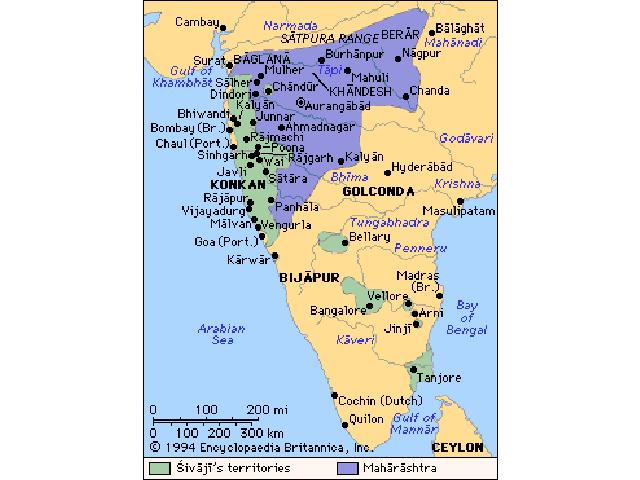 Cambay
Narmada
SĀTPURA RANGE
BERĀR
Bālāghāt
Mahānadi
Surat
BĀGLANA
Burhānpur
Nāgpur
Gulf of
Khambhāt
Mulher
Tāpi
Mahuli
Sālher
Chāndūr
KHĀNDESH
Dindori
Chanda
Kalyān
Aurangābād
Bhiwandi
Junnar
Bombay (Br.)
Ahmadnagar
Rājmachi
Godāvari
Chaul (Port.)
Poona
Sinhgarh
Wai
Rājgarh
Kalyān
Javli
Hyderābād
Sātāra
Bhīma
KONKAN
GOLCONDA
Krishna
Rājāpur
Panhāla
Vijayadurg
Masulipatam
Mālvan
Vengurla
Tungabhadra
Goa (Port.)
Bellary
Penneru
Kārwār
BIJĀPUR
Madras
(Br.)
Vellore
Bangalore
Arni
Bay
of
Bengal
Jinji
Arabian
Sea
Kāveri
Tanjore
Cochin (Dutch)
0 100 200 mi
Quilon
Gulf of
Mannār
0 100 200 300 km
© 1994 Encyclopaedia Britannica, Inc.
CEYLON
Śivājī's territories
Mahārāshtra